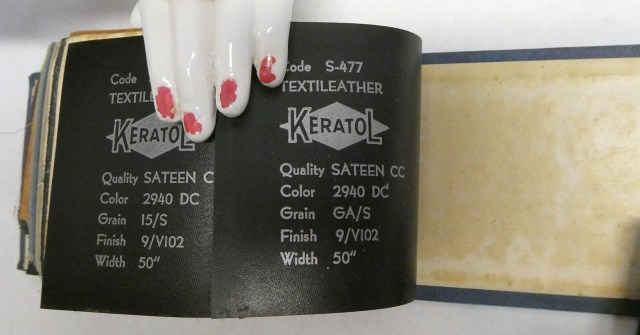 Code
TEXTILE
KERATOL
Quality SATEEN C
Color 2940 DC
Grain 15/S
Finish 9/V102
Width 50"
Code S-477
TEXTILEATHER
KERATOL
Quality SATEEN CC
Color 2940 DC
Grain GA/S
Finish 9/V102
Width 50"